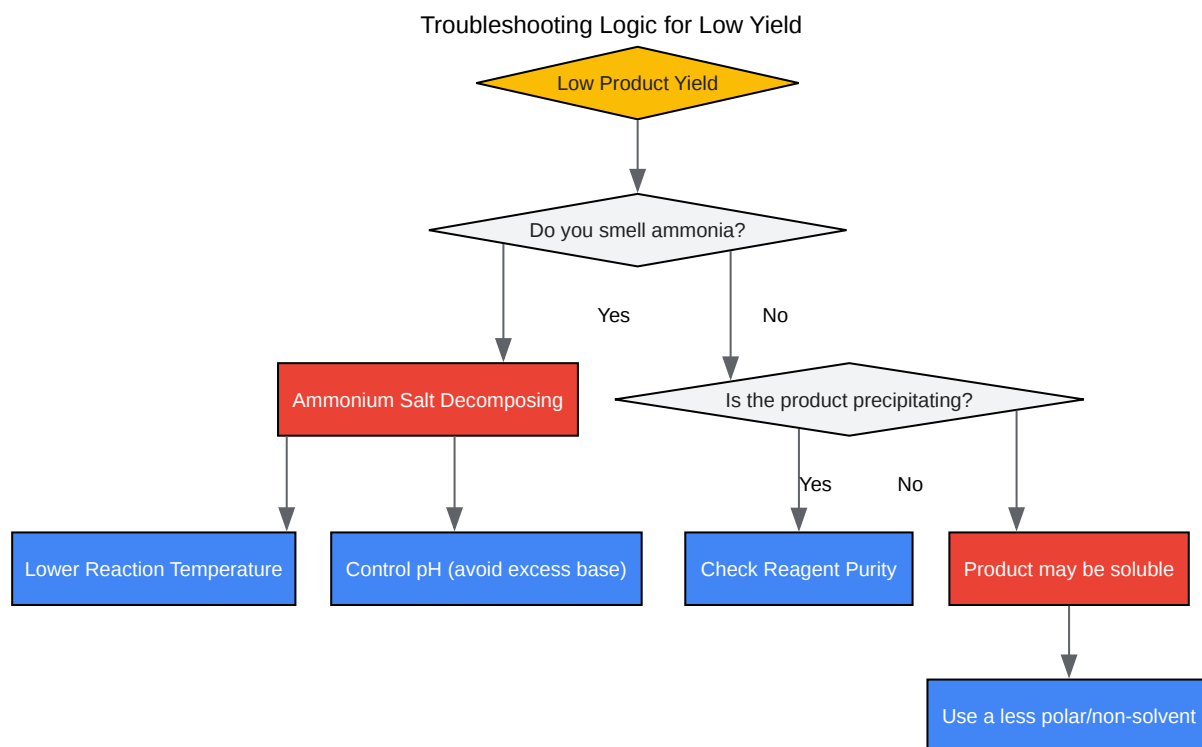 Troubleshooting Logic for Low Yield
Low Product Yield
Do you smell ammonia?
Yes
No
Ammonium Salt Decomposing
Is the product precipitating?
Yes
No
Lower Reaction Temperature
Control pH (avoid excess base)
Check Reagent Purity
Product may be soluble
Use a less polar/non-solvent